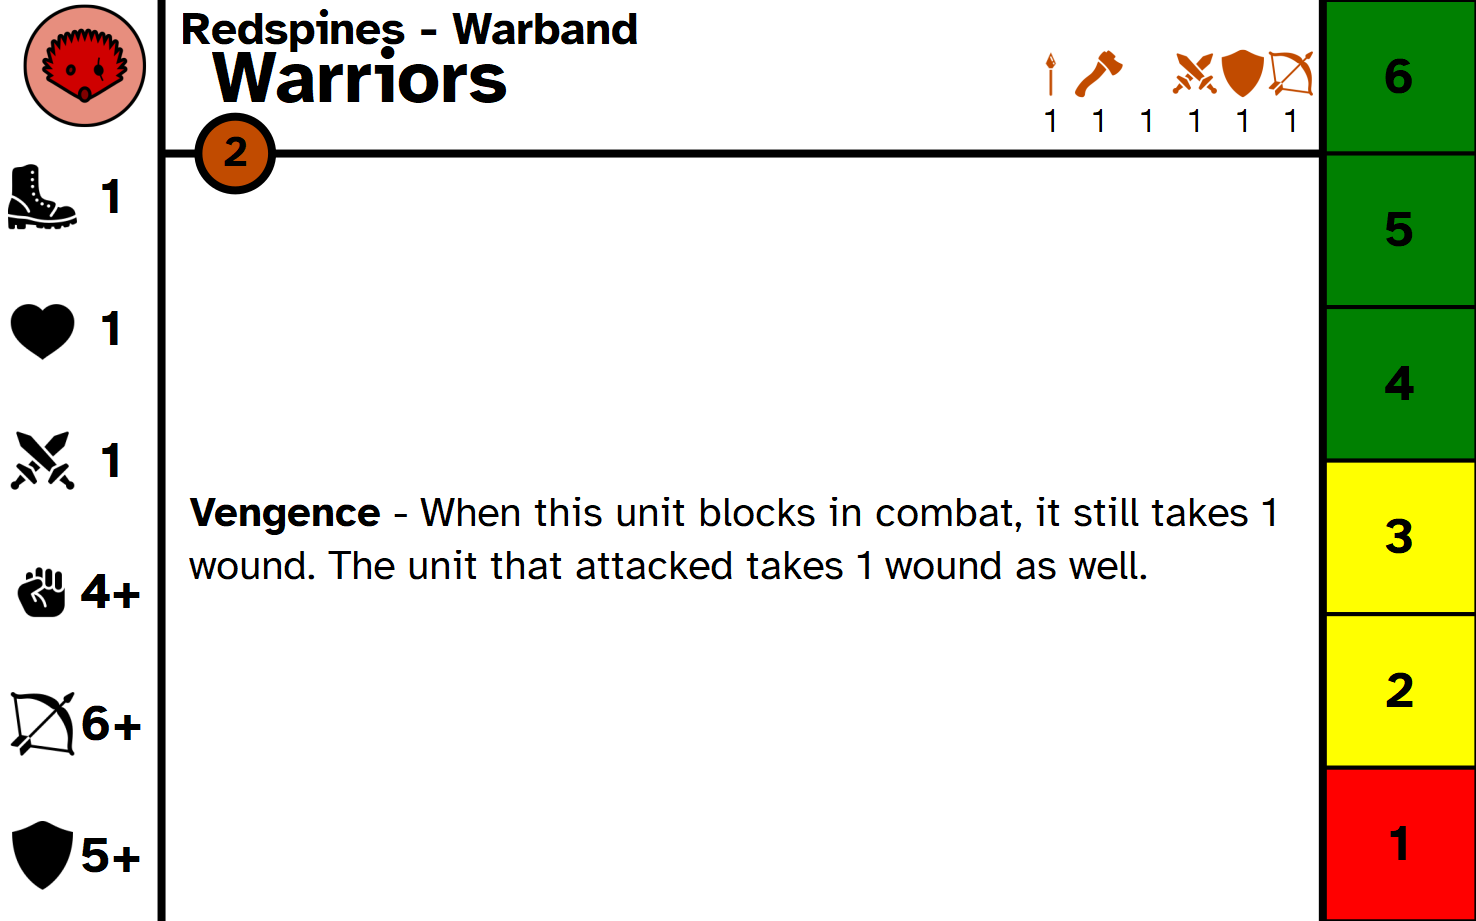 Redspines - Warband
Warriors
1 1 1 1 1 1
2
1
1
1
4+
6+
5+
Vengence - When this unit blocks in combat, it still takes 1
wound. The unit that attacked takes 1 wound as well.
6
5
4
3
2
1